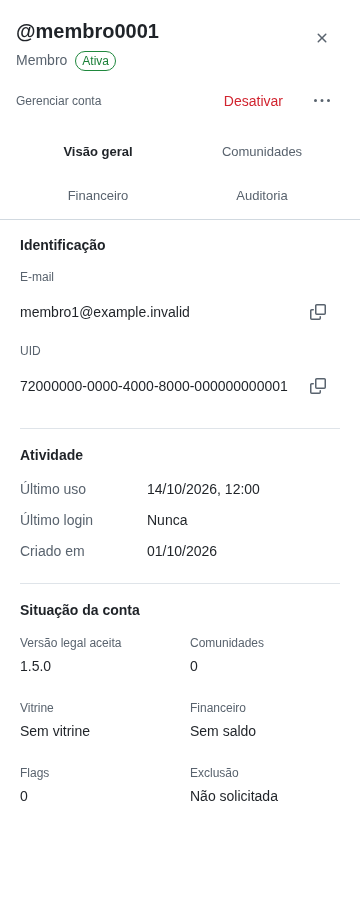 @membro0001
Membro Ativa
Gerenciar conta Desativar
Visão geral Comunidades
Financeiro Auditoria
Identificação
E-mail
membro1@example.invalid
UID
72000000-0000-4000-8000-000000000001
Atividade
Último uso 14/10/2026, 12:00
Último login Nunca
Criado em 01/10/2026
Situação da conta
Versão legal aceita Comunidades
1.5.0 0
Vitrine Financeiro
Sem vitrine Sem saldo
Flags Exclusão
0 Não solicitada